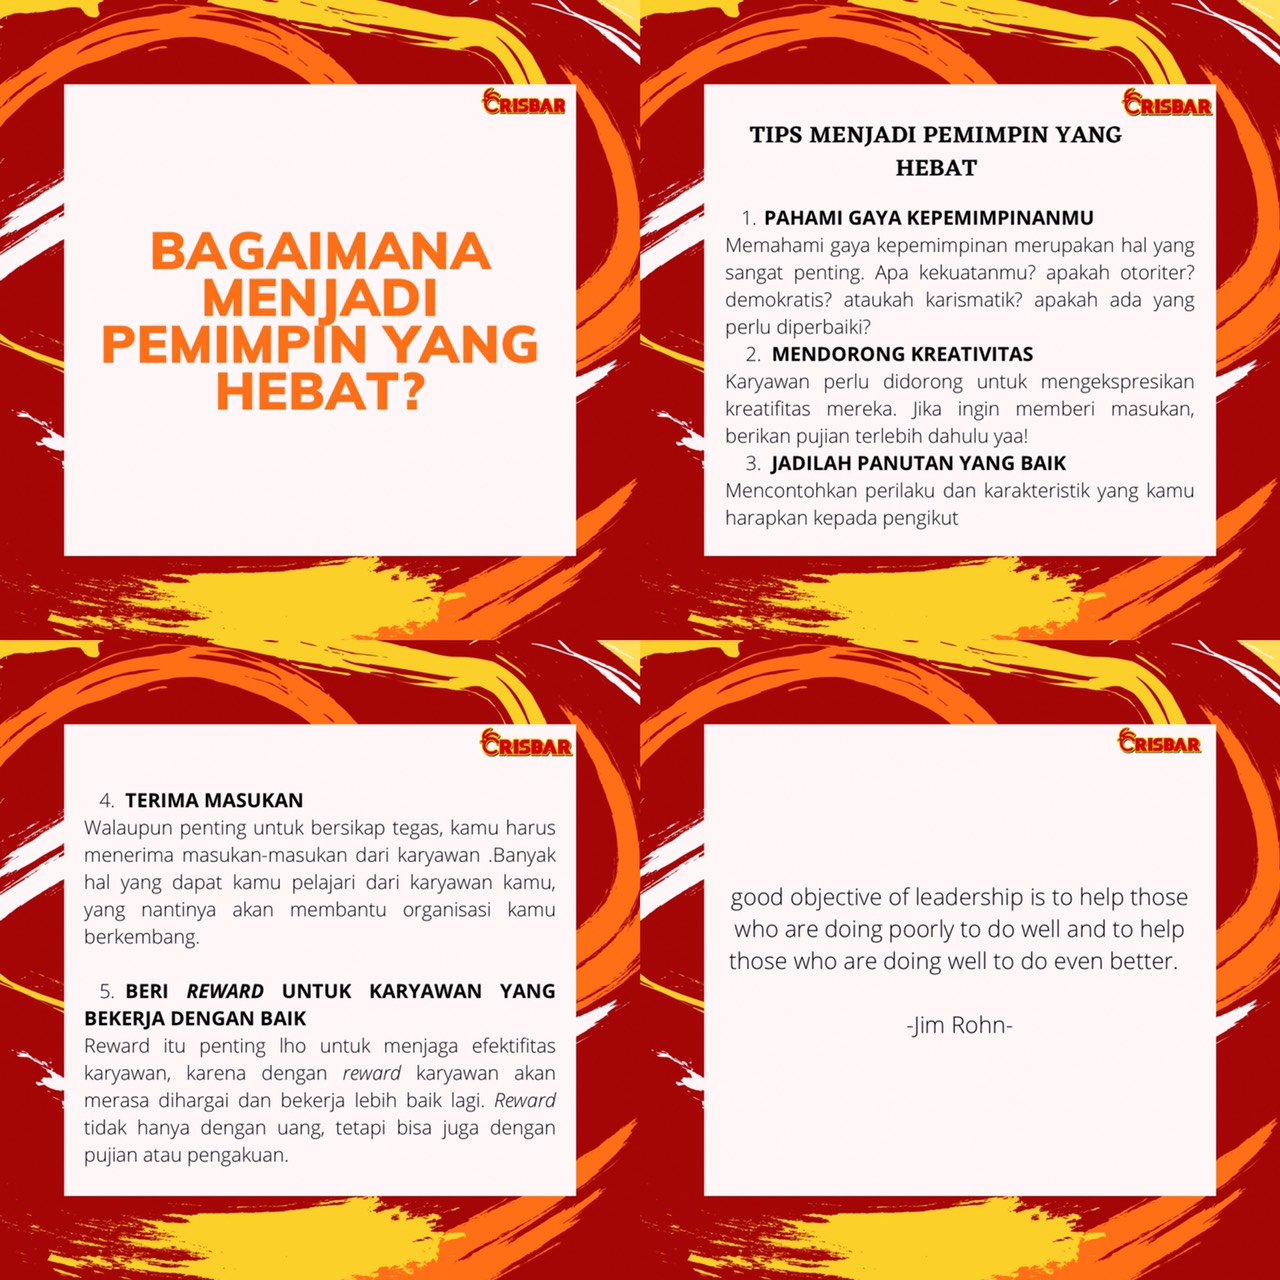 CRISBAR
BAGAIMANA
MENJADI
PEMIMPIN YANG
HEBAT?
CRISBAR
TIPS MENJADI PEMIMPIN YANG
HEBAT
1. PAHAMI GAYA KEPEMIMPINANMU
Memahami gaya kepemimpinan merupakan hal yang
sangat penting. Apa kekuatanmu? apakah otoriter?
demokratis? ataukah karismatik? apakah ada yang
perlu diperbaiki?
2. MENDORONG KREATIVITAS
Karyawan perlu didorong untuk mengekspresikan
kreatifitas mereka. Jika ingin memberi masukan,
berikan pujian terlebih dahulu yaa!
3. JADILAH PANUTAN YANG BAIK
Mencontohkan perilaku dan karakteristik yang kamu
harapkan kepada pengikut
CRISBAR
4. TERIMA MASUKAN
Walaupun penting untuk bersikap tegas, kamu harus
menerima masukan-masukan dari karyawan .Banyak
hal yang dapat kamu pelajari dari karyawan kamu,
yang nantinya akan membantu organisasi kamu
berkembang.
5. BERI REWARD UNTUK KARYAWAN YANG
BEKERJA DENGAN BAIK
Reward itu penting lho untuk menjaga efektifitas
karyawan, karena dengan reward karyawan akan
merasa dihargai dan bekerja lebih baik lagi. Reward
tidak hanya dengan uang, tetapi bisa juga dengan
pujian atau pengakuan.
CRISBAR
good objective of leadership is to help those
who are doing poorly to do well and to help
those who are doing well to do even better.
-Jim Rohn-